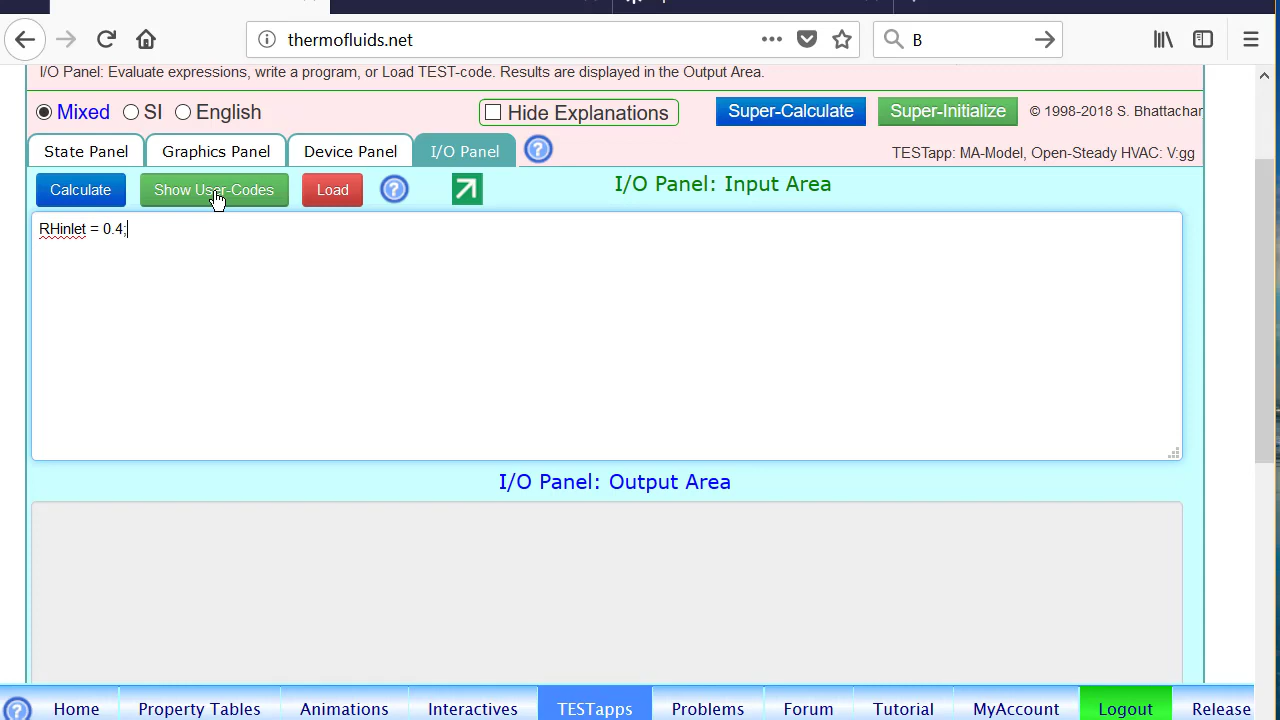 thermofluids.net
B
I/O Panel: Evaluate expressions, write a program, or Load TEST-code. Results are displayed in the Output Area.
Mixed SI English Hide Explanations Super-Calculate Super-Initialize © 1998-2018 S. Bhattachar
State Panel Graphics Panel Device Panel I/O Panel ? TESTapp: MA-Model, Open-Steady HVAC: V:gg
Calculate Show User-Codes Load ? I/O Panel: Input Area
RHinlet = 0.4;
I/O Panel: Output Area
? Home Property Tables Animations Interactives TESTapps Problems Forum Tutorial MyAccount Logout Release